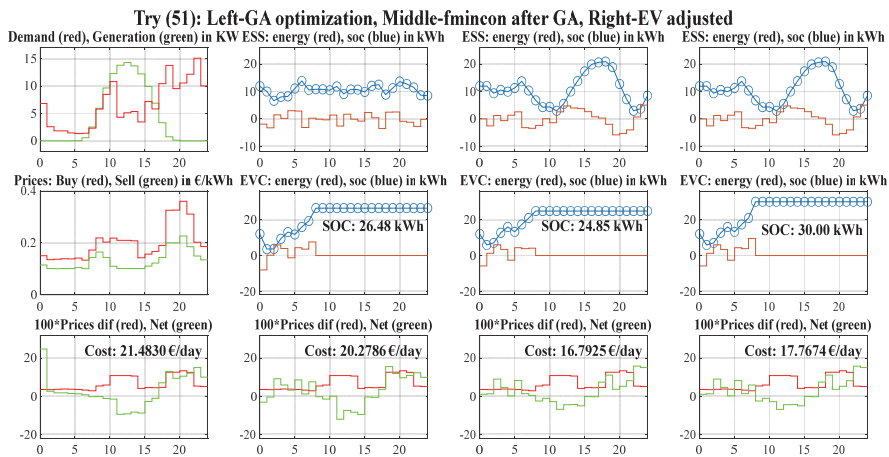 Try (51): Left-GA optimization, Middle-fmincon after GA, Right-EV adjusted
Demand (red), Generation (green) in KW ESS: energy (red), soc (blue) in kWh ESS: energy (red), soc (blue) in kWh ESS: energy (red), soc (blue) in kWh
15 20 20 20
10 10 10 10
5 0 0 0
0 -10 -10 -10
0 5 10 15 20 0 10 20 0 10 20 0 10 20
Prices: Buy (red), Sell (green) in €/kWh EVC: energy (red), soc (blue) in kWh EVC: energy (red), soc (blue) in kWh EVC: energy (red), soc (blue) in kWh
0.4
20 20 20
SOC: 26.48 kWh SOC: 24.85 kWh SOC: 30.00 kWh
0.2
0 0 0
0 -20 -20 -20
0 5 10 15 20 0 10 20 0 10 20 0 10 20
100*Prices dif (red), Net (green) 100*Prices dif (red), Net (green) 100*Prices dif (red), Net (green) 100*Prices dif (red), Net (green)
Cost: 21.4830 €/day Cost: 20.2786 €/day Cost: 16.7925 €/day Cost: 17.7674 €/day
20 20 20 20
0 0 0 0
-20 -20 -20 -20
0 10 20 0 10 20 0 10 20 0 10 20